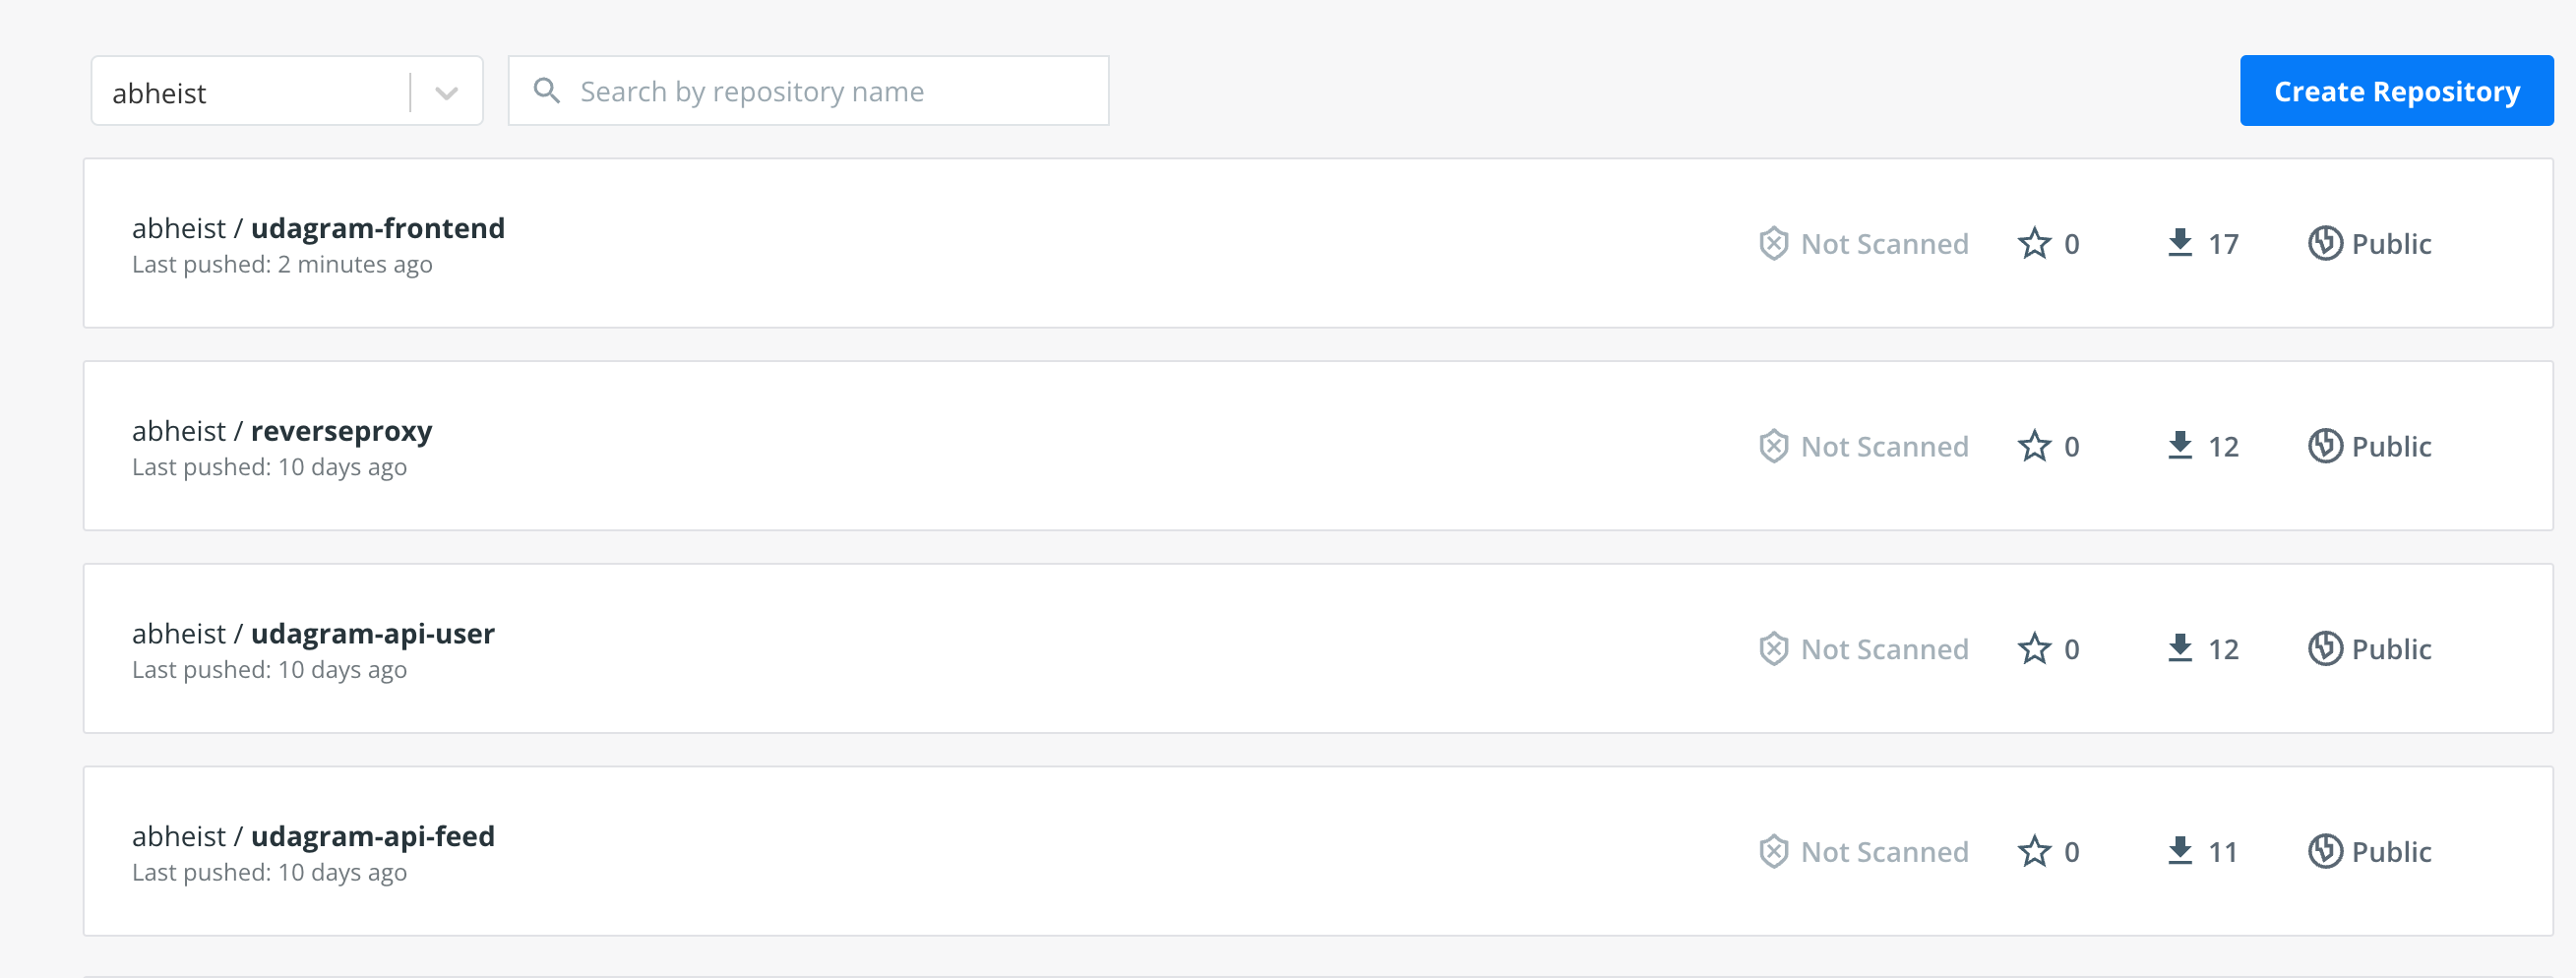 abheist
Search by repository name
Create Repository
abheist / udagram-frontend
Last pushed: 2 minutes ago
Not Scanned
0
17
Public
abheist / reverseproxy
Last pushed: 10 days ago
Not Scanned
0
12
Public
abheist / udagram-api-user
Last pushed: 10 days ago
Not Scanned
0
12
Public
abheist / udagram-api-feed
Last pushed: 10 days ago
Not Scanned
0
11
Public